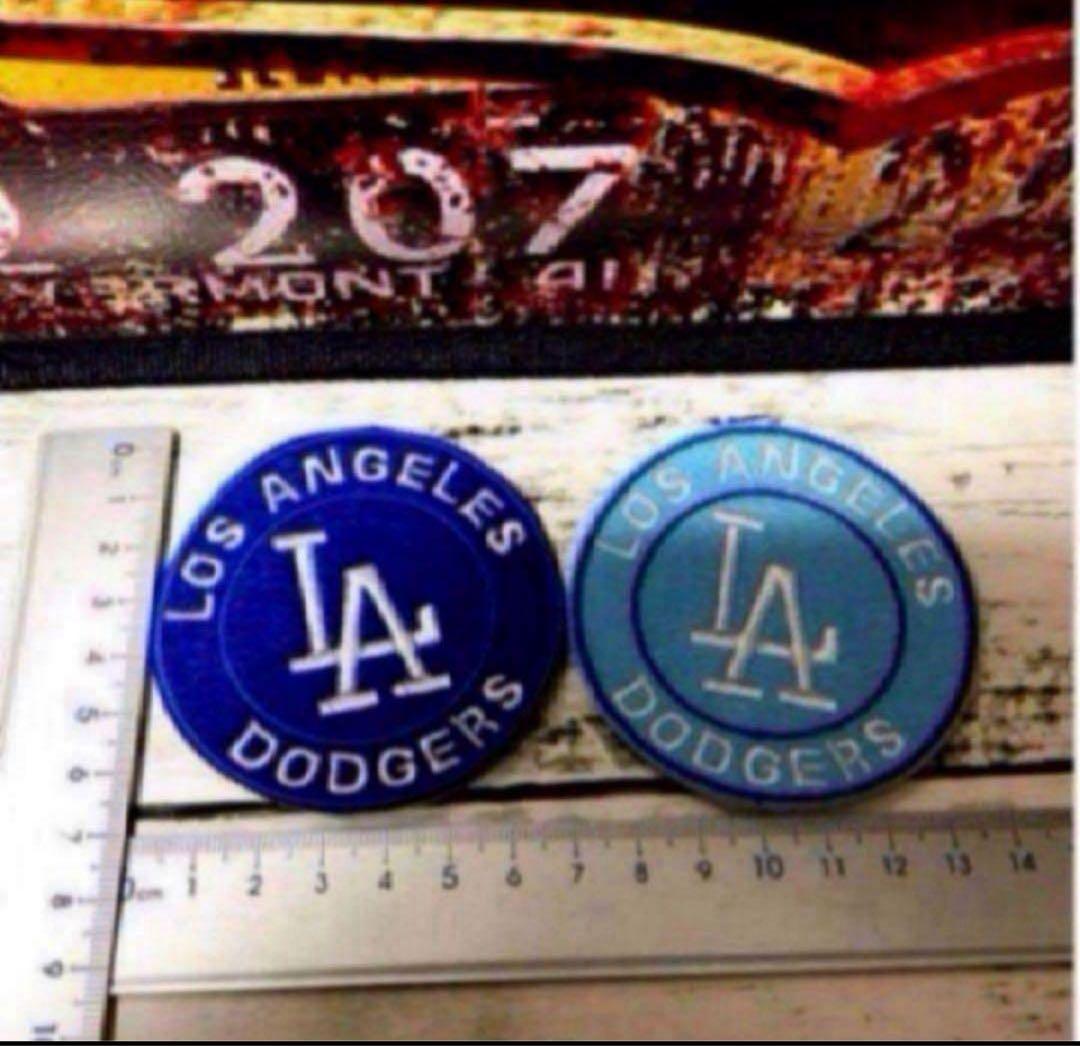 207
LOS ANGELES
LA
DODGERS
LOS ANGELES
LA
DODGERS
0 1 2 3 4 5 6 7 8 9
0cm 1 2 3 4 5 6 7 8 9 10 11 12 13 14